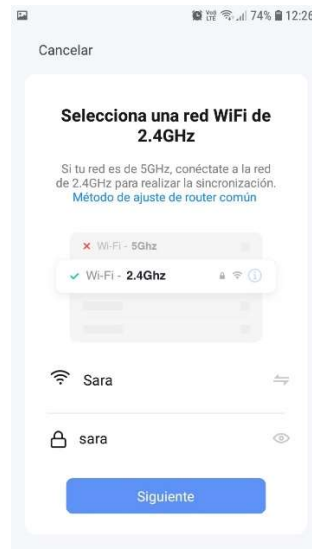 74% 12:26
Cancelar
Selecciona una red WiFi de
2.4GHz
Si tu red es de 5GHz, conéctate a la red
de 2.4GHz para realizar la sincronización.
Método de ajuste de router común
Wi-Fi - 5Ghz
Wi-Fi - 2.4Ghz
Sara
sara
Siguiente